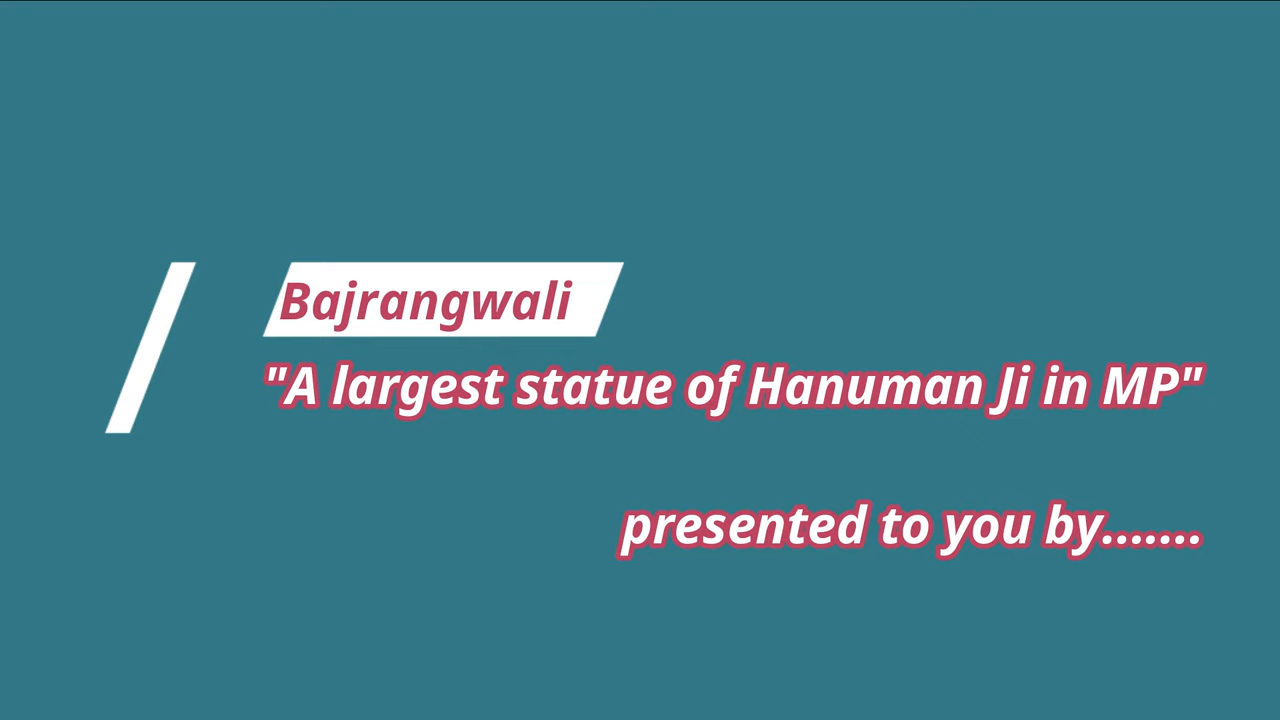 Bajrangwali
"A largest statue of Hanuman Ji in MP"
presented to you by.......